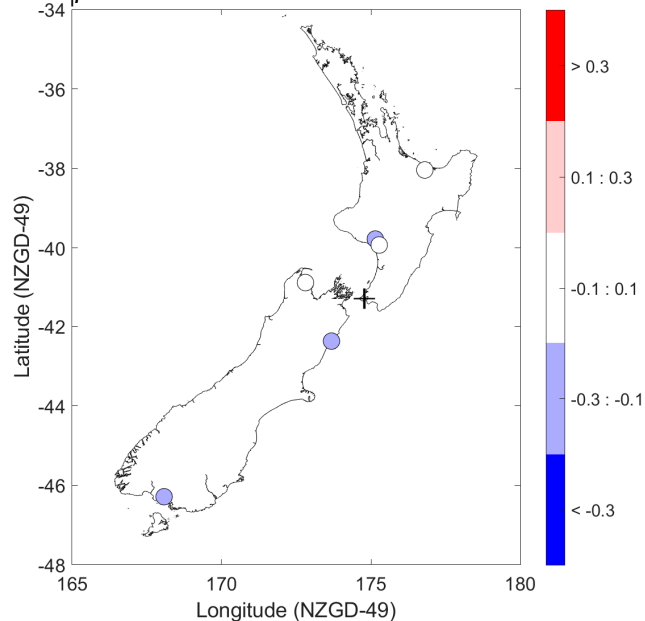 -34
-36
-38
-40
-42
-44
-46
-48
165
170
175
180
Latitude (NZGD-49)
Longitude (NZGD-49)
> 0.3
0.1 : 0.3
-0.1 : 0.1
-0.3 : -0.1
< -0.3